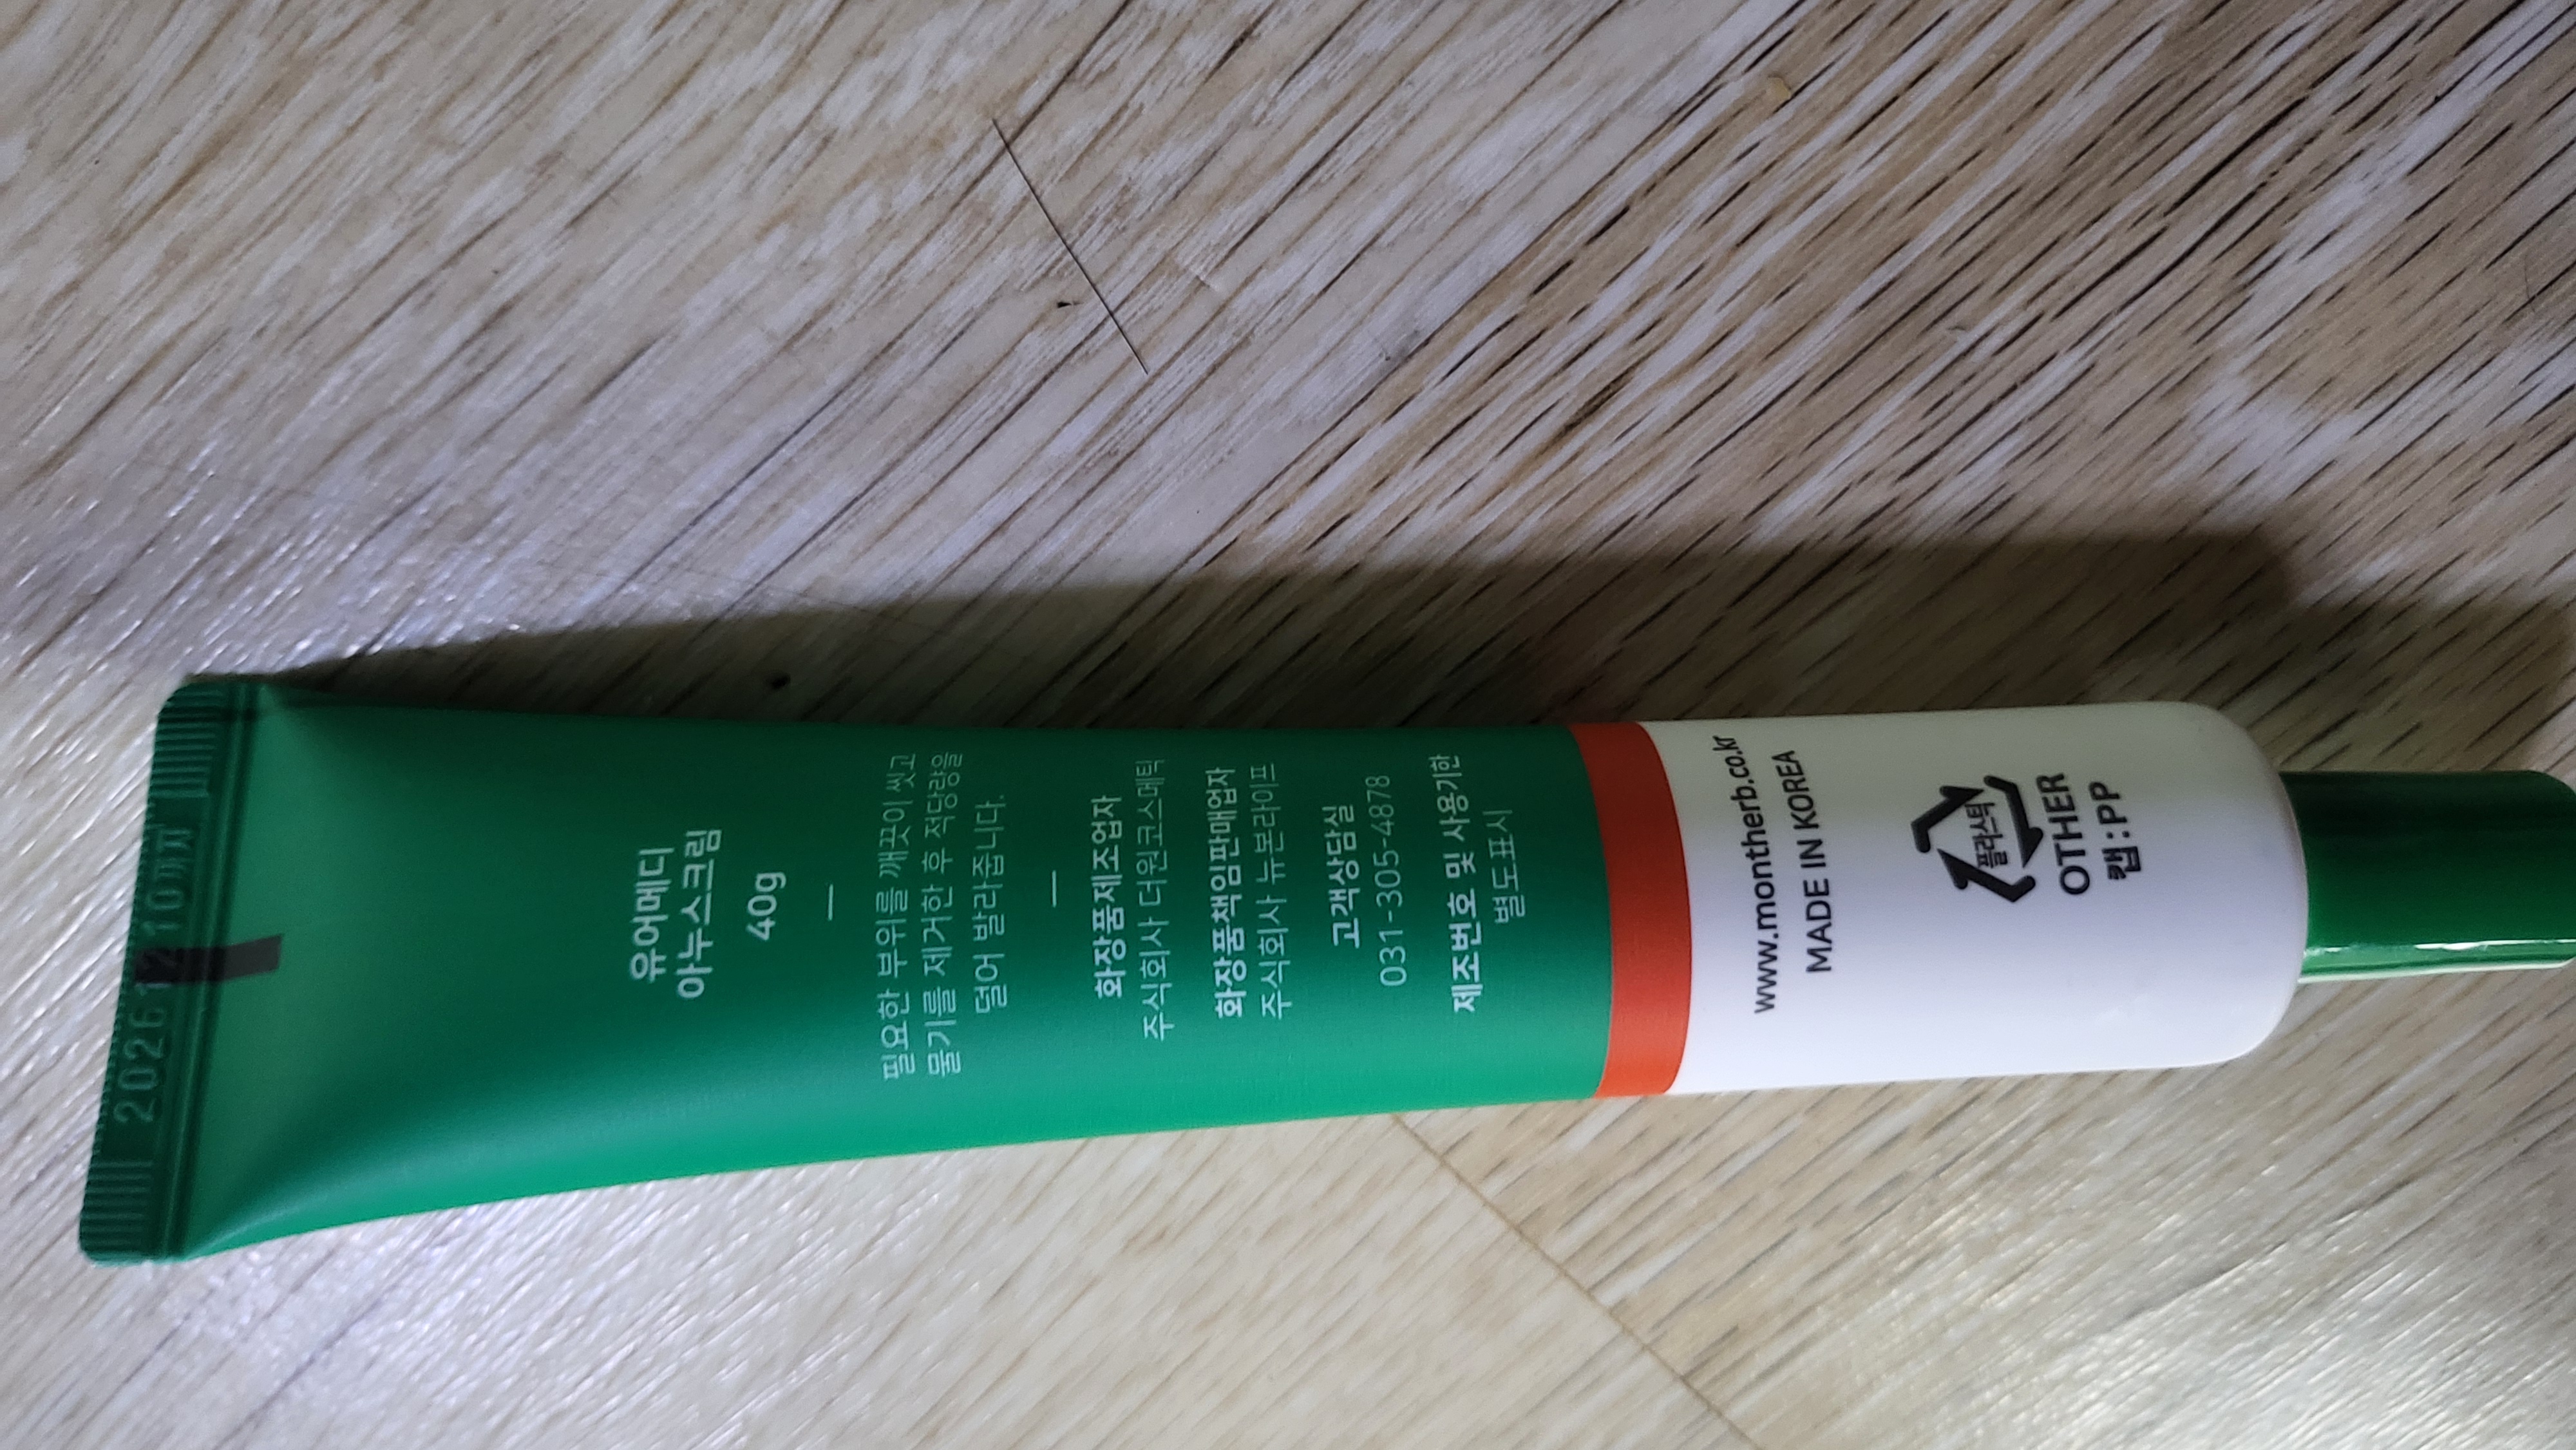 2026 12 10까지
유어메디
아누스크림
40g
필요한 부위를 깨끗이 씻고
물기를 제거한 후 적당량을
덜어 발라줍니다.
화장품제조업자
주식회사 더원코스메틱
화장품책임판매업자
주식회사 뉴본라이프
고객상담실
031-305-4878
제조번호 및 사용기한
별도표시
www.montherb.co.kr
MADE IN KOREA
플라스틱
OTHER
캡:PP